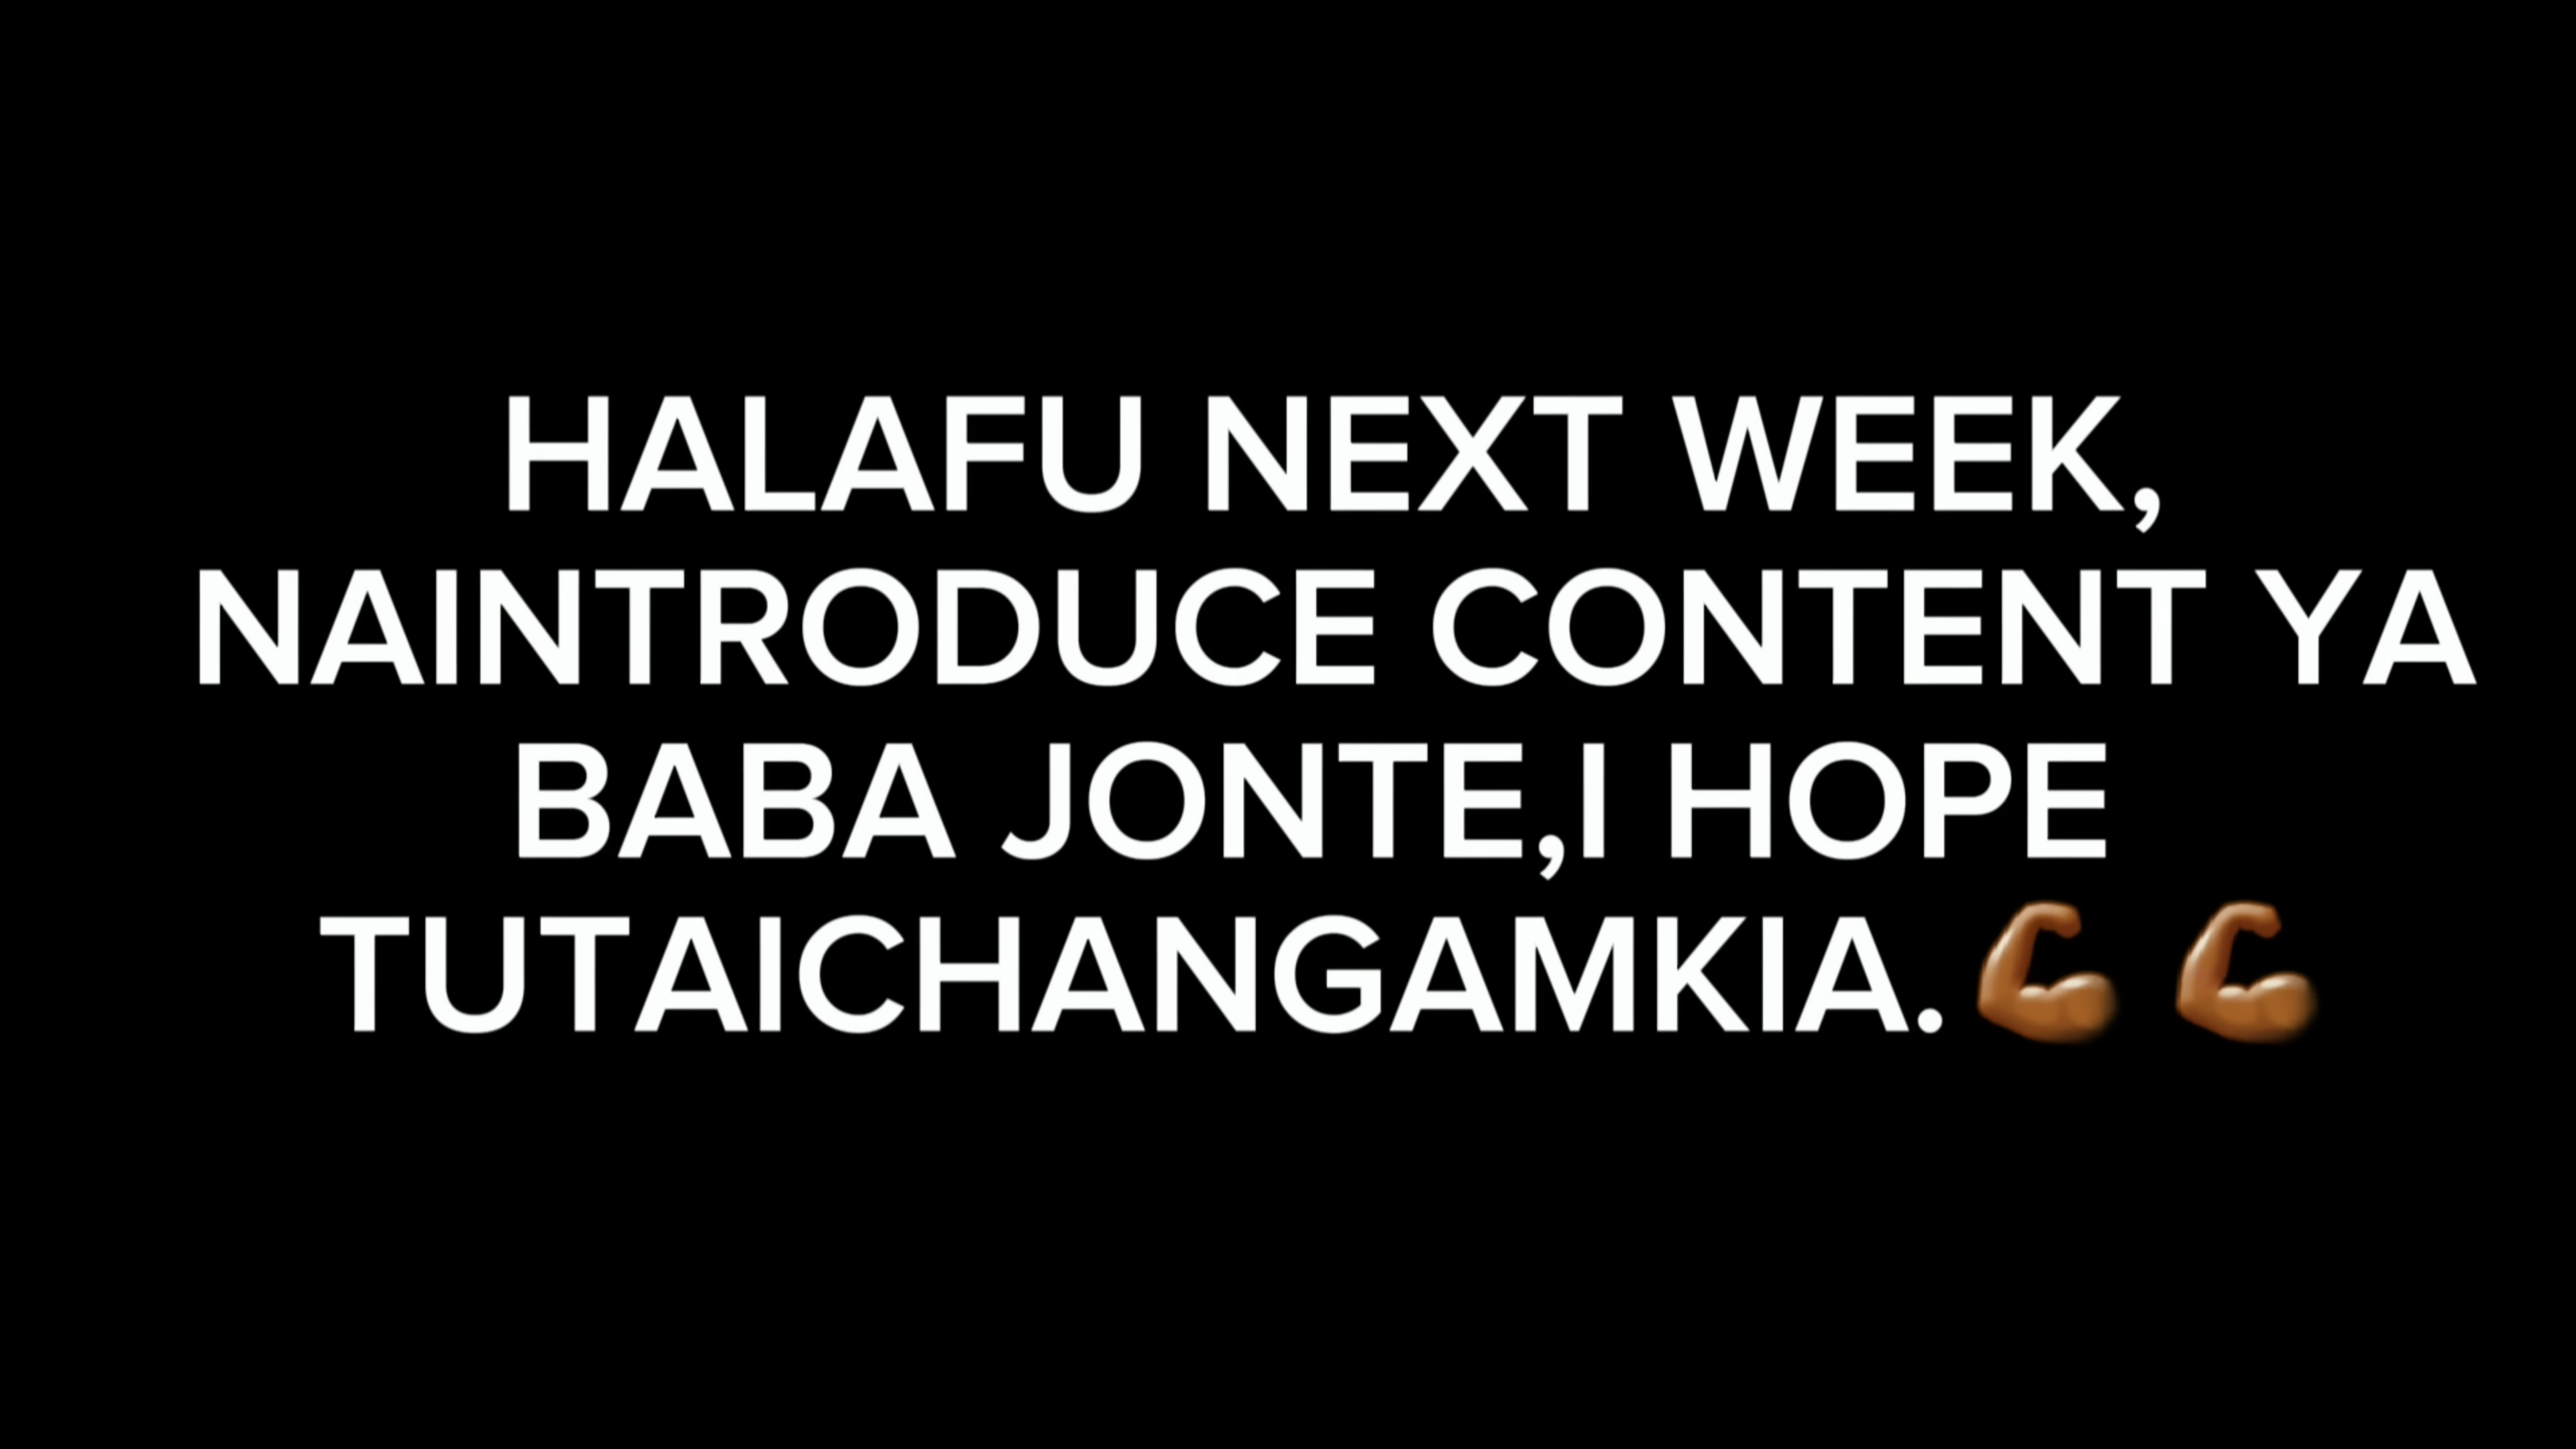 HALAFU NEXT WEEK,
NAINTRODUCE CONTENT YA
BABA JONTE,I HOPE
TUTAICHANGAMKIA.💪🏾 💪🏾